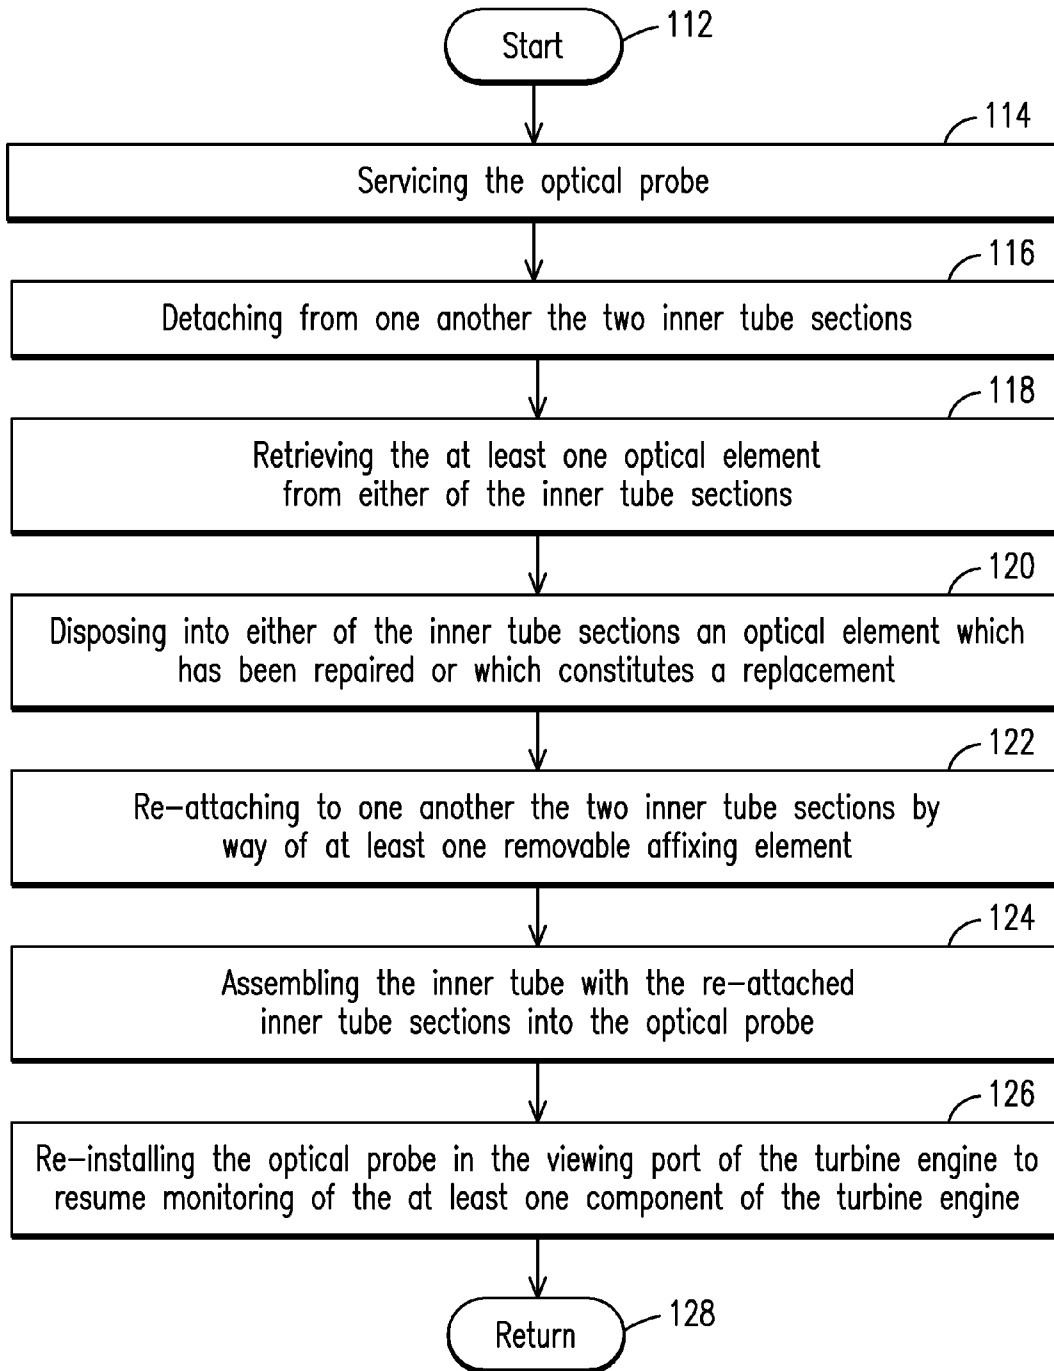 Start
112
114
Servicing the optical probe
116
Detaching from one another the two inner tube sections
118
Retrieving the at least one optical element
from either of the inner tube sections
120
Disposing into either of the inner tube sections an optical element which
has been repaired or which constitutes a replacement
122
Re-attaching to one another the two inner tube sections by
way of at least one removable affixing element
124
Assembling the inner tube with the re-attached
inner tube sections into the optical probe
126
Re-installing the optical probe in the viewing port of the turbine engine to
resume monitoring of the at least one component of the turbine engine
Return
128